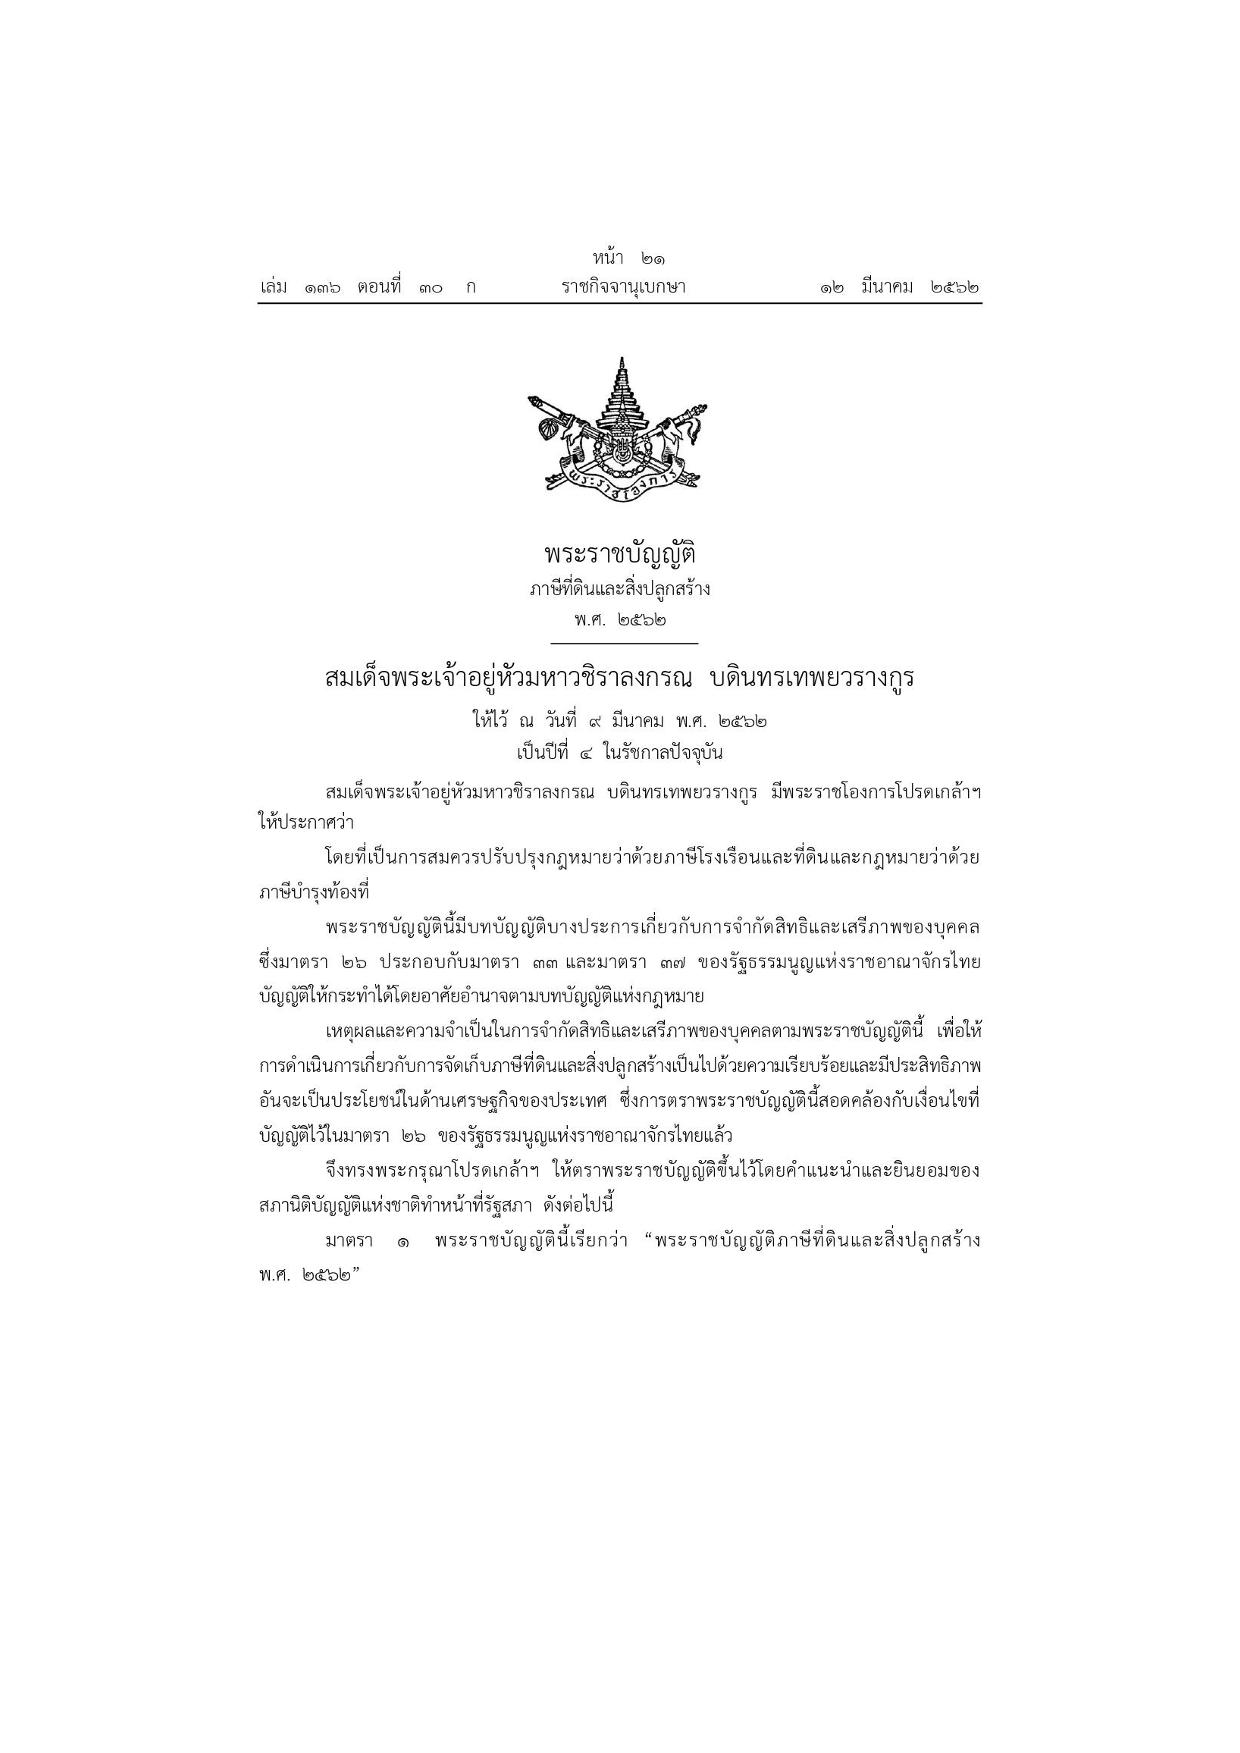 หน้า ๒๑
เล่ม ๑๓๖ ตอนที่ ๓๐ ก ราชกิจจานุเบกษา ๑๒ มีนาคม ๒๕๖๒
พระราชโองการ
พระราชบัญญัติ
ภาษีที่ดินและสิ่งปลูกสร้าง
พ.ศ. ๒๕๖๒
สมเด็จพระเจ้าอยู่หัวมหาวชิราลงกรณ บดินทรเทพยวรางกูร
ให้ไว้ ณ วันที่ ๙ มีนาคม พ.ศ. ๒๕๖๒
เป็นปีที่ ๔ ในรัชกาลปัจจุบัน
สมเด็จพระเจ้าอยู่หัวมหาวชิราลงกรณ บดินทรเทพยวรางกูร มีพระราชโองการโปรดเกล้าฯ
ให้ประกาศว่า
โดยที่เป็นการสมควรปรับปรุงกฎหมายว่าด้วยภาษีโรงเรือนและที่ดินและกฎหมายว่าด้วย
ภาษีบำรุงท้องที่
พระราชบัญญัตินี้มีบทบัญญัติบางประการเกี่ยวกับการจำกัดสิทธิและเสรีภาพของบุคคล
ซึ่งมาตรา ๒๖ ประกอบกับมาตรา ๓๓ และมาตรา ๓๗ ของรัฐธรรมนูญแห่งราชอาณาจักรไทย
บัญญัติให้กระทำได้โดยอาศัยอำนาจตามบทบัญญัติแห่งกฎหมาย
เหตุผลและความจำเป็นในการจำกัดสิทธิและเสรีภาพของบุคคลตามพระราชบัญญัตินี้ เพื่อให้
การดำเนินการเกี่ยวกับการจัดเก็บภาษีที่ดินและสิ่งปลูกสร้างเป็นไปด้วยความเรียบร้อยและมีประสิทธิภาพ
อันจะเป็นประโยชน์ในด้านเศรษฐกิจของประเทศ ซึ่งการตราพระราชบัญญัตินี้สอดคล้องกับเงื่อนไขที่
บัญญัติไว้ในมาตรา ๒๖ ของรัฐธรรมนูญแห่งราชอาณาจักรไทยแล้ว
จึงทรงพระกรุณาโปรดเกล้าฯ ให้ตราพระราชบัญญัติขึ้นไว้โดยคำแนะนำและยินยอมของ
สภานิติบัญญัติแห่งชาติทำหน้าที่รัฐสภา ดังต่อไปนี้
มาตรา ๑ พระราชบัญญัตินี้เรียกว่า “พระราชบัญญัติภาษีที่ดินและสิ่งปลูกสร้าง
พ.ศ. ๒๕๖๒”